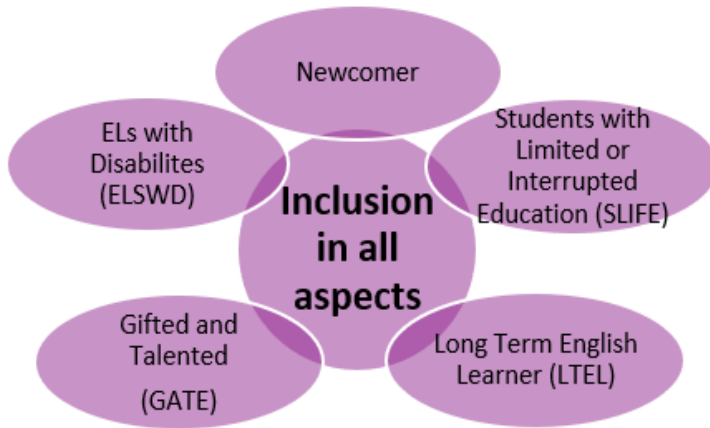 Newcomer
ELs with
Disabilites
(ELSWD)
Students with
Limited or
Interrupted
Education (SLIFE)
Inclusion
in all
aspects
Gifted and
Talented
(GATE)
Long Term English
Learner (LTEL)